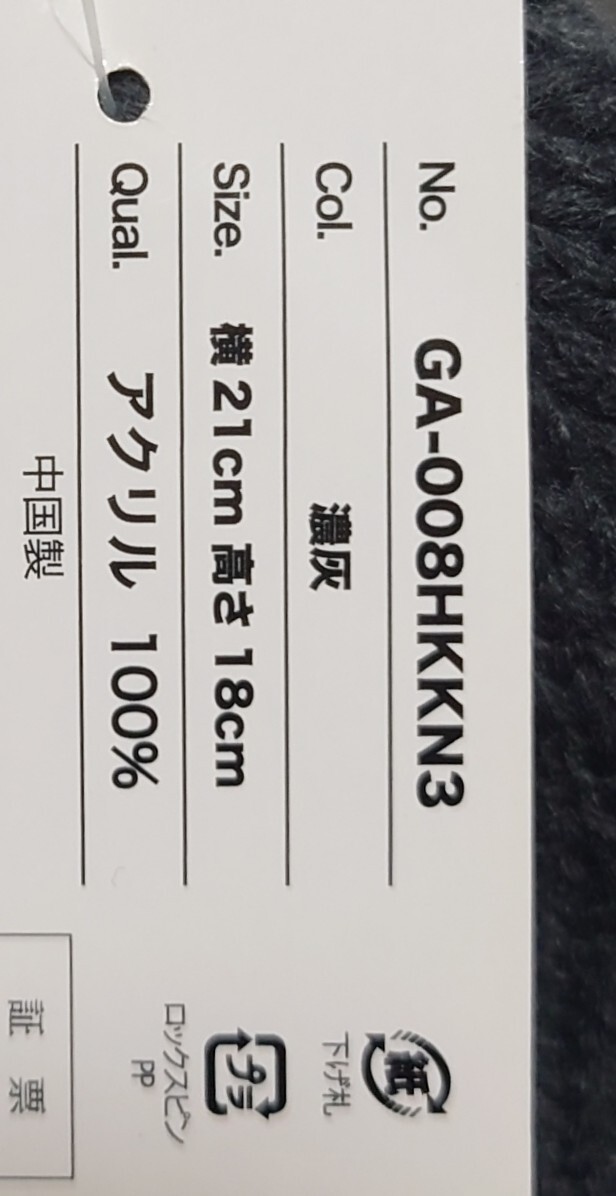 No. GA-008HKKN3
Col. 濃灰
Size. 横 21cm 高さ 18cm
Qual. アクリル 100%
中国製
紙
下げ札
プラ
ロックスピン
PP
証 票